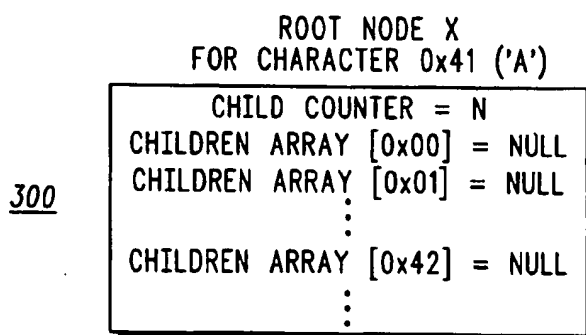 ROOT NODE X
FOR CHARACTER 0x41 ('A')
CHILD COUNTER = N
CHILDREN ARRAY [0x00] = NULL
CHILDREN ARRAY [0x01] = NULL
300
CHILDREN ARRAY [0x42] = NULL